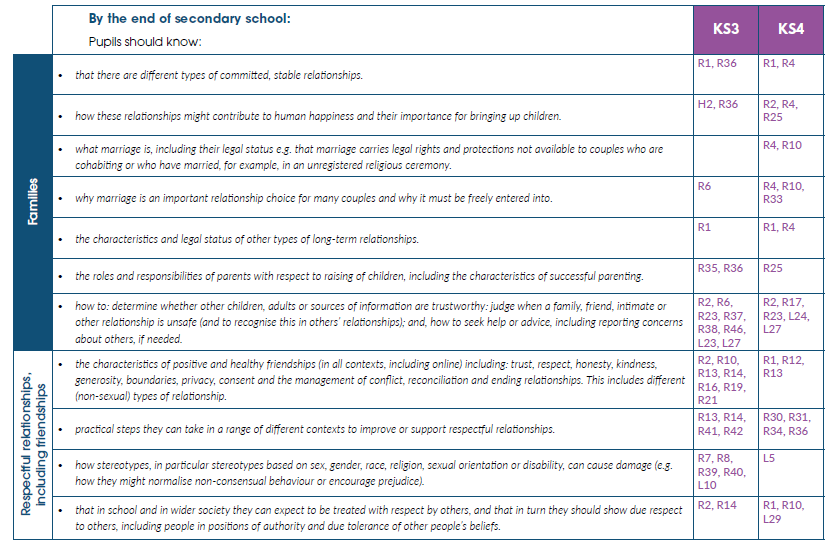 By the end of secondary school:
Pupils should know:
KS3
KS4
Families
• that there are different types of committed, stable relationships.
R1, R36
R1, R4
• how these relationships might contribute to human happiness and their importance for bringing up children.
H2, R36
R2, R4,
R25
• what marriage is, including their legal status e.g. that marriage carries legal rights and protections not available to couples who are
cohabiting or who have married, for example, in an unregistered religious ceremony.
R4, R10
• why marriage is an important relationship choice for many couples and why it must be freely entered into.
R6
R4, R10,
R33
• the characteristics and legal status of other types of long-term relationships.
R1
R1, R4
• the roles and responsibilities of parents with respect to raising of children, including the characteristics of successful parenting.
R35, R36
R25
• how to: determine whether other children, adults or sources of information are trustworthy: judge when a family, friend, intimate or
other relationship is unsafe (and to recognise this in others' relationships); and, how to seek help or advice, including reporting concerns
about others, if needed.
R2, R6,
R23, R37,
R38, R46,
L23, L27
R2, R17,
R23, L24,
L27
Respectful relationships,
including friendships
• the characteristics of positive and healthy friendships (in all contexts, including online) including: trust, respect, honesty, kindness,
generosity, boundaries, privacy, consent and the management of conflict, reconciliation and ending relationships. This includes different
(non-sexual) types of relationship.
R2, R10,
R13, R14,
R16, R19,
R21
R1, R12,
R13
• practical steps they can take in a range of different contexts to improve or support respectful relationships.
R13, R14,
R41, R42
R30, R31,
R34, R36
• how stereotypes, in particular stereotypes based on sex, gender, race, religion, sexual orientation or disability, can cause damage (e.g.
how they might normalise non-consensual behaviour or encourage prejudice).
R7, R8,
R39, R40,
L10
L5
• that in school and in wider society they can expect to be treated with respect by others, and that in turn they should show due respect
to others, including people in positions of authority and due tolerance of other people's beliefs.
R2, R14
R1, R10,
L29